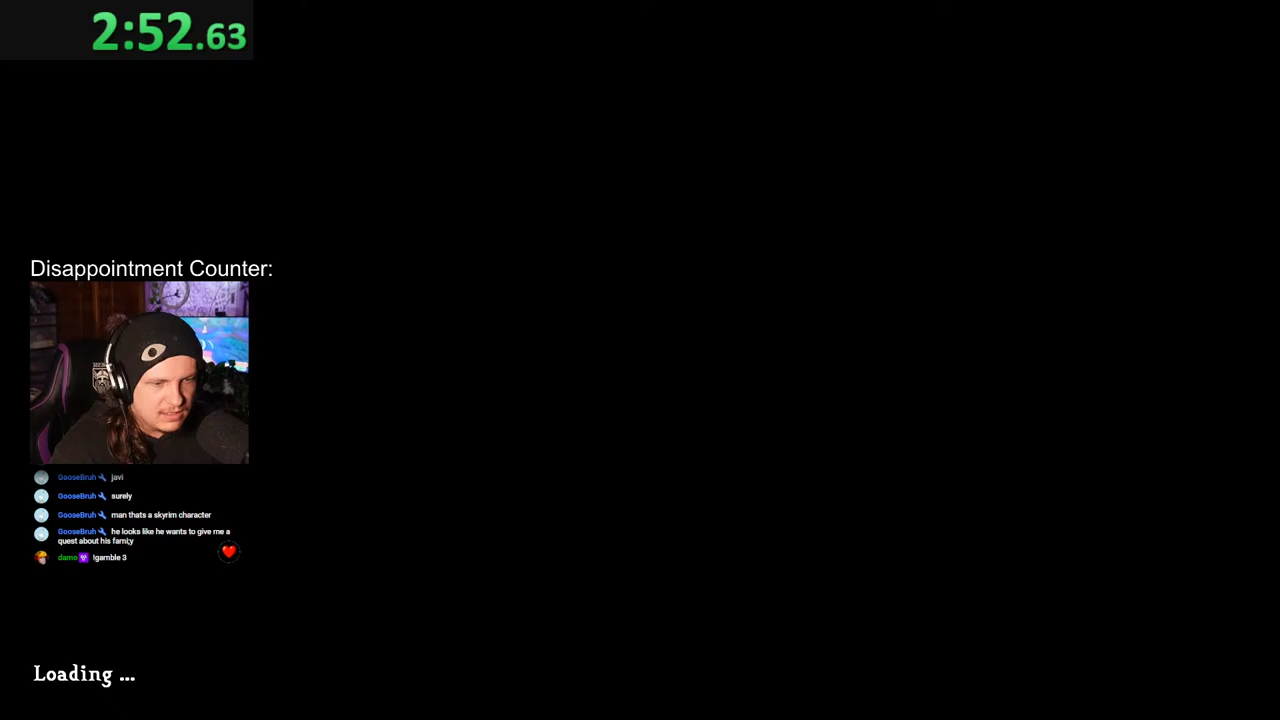 2:52.63
Disappointment Counter:
GooseBruh javi
GooseBruh surely
GooseBruh man thats a skyrim character
GooseBruh he looks like he wants to give me a
quest about his fami;y
damo !gamble 3
Loading ...